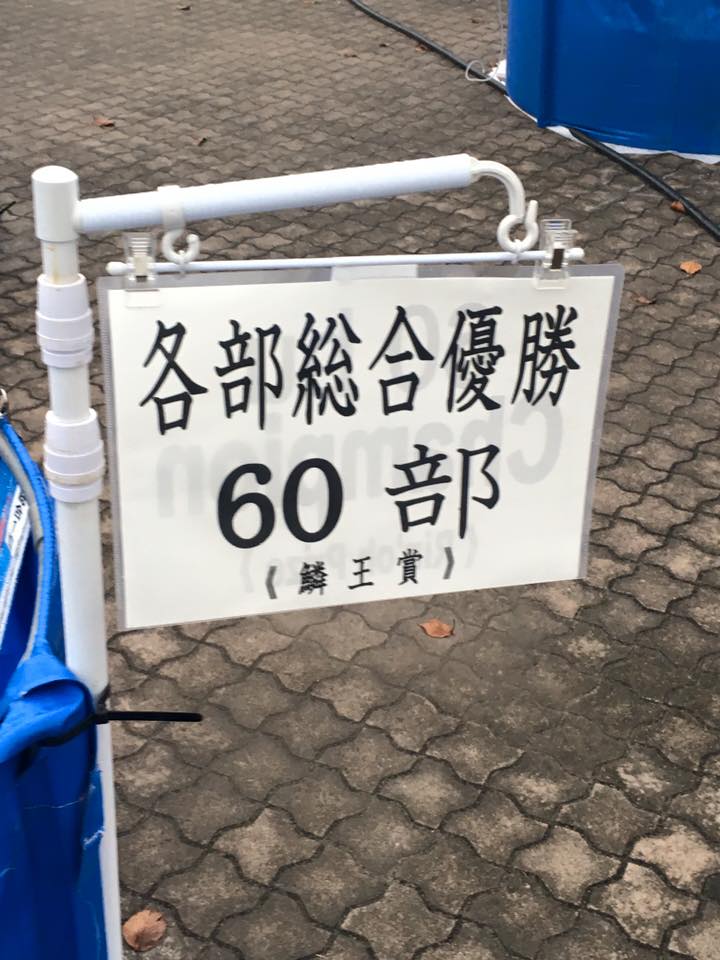 各部総合優勝
60 部
《 鱗 王 賞 》